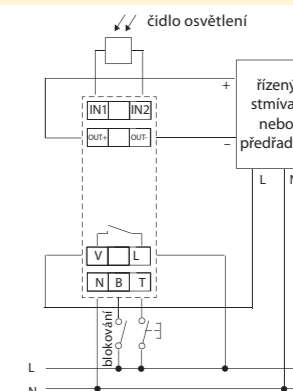 čidlo osvětlení
IN1 IN2
OUT+ OUT-
+
–
řízený
stmíva
nebo
předřad
L N
V L
N B T
blokování
L
N